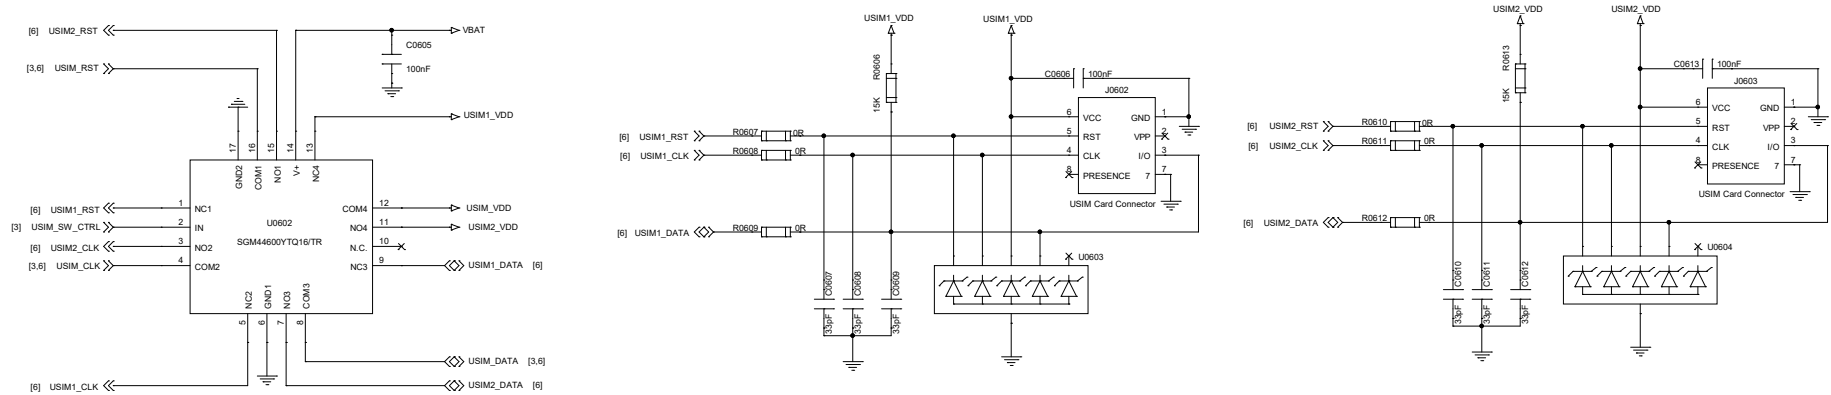 [6] USIM2_RST
[3,6] USIM_RST
VBAT
C0605
100nF
USIM1_VDD
17
16
15
14
13
GND2
COM1
NO1
V+
NC4
[6] USIM1_RST 1 NC1
[3] USIM_SW_CTRL 2 IN
[6] USIM2_CLK 3 NO2
[3,6] USIM_CLK 4 COM2
U0602
SGM44600YTQ16/TR
COM4 12 USIM_VDD
NO4 11 USIM2_VDD
N.C. 10
NC3 9 USIM1_DATA [6]
NC2
GND1
NO3
COM3
5
6
7
8
USIM_DATA [3,6]
[6] USIM1_CLK
USIM2_DATA [6]
USIM1_VDD
USIM1_VDD
R0606
15K
C0606 100nF
J0602
6 VCC GND 1
5 RST VPP 2
4 CLK I/O 3
8 PRESENCE 7 7
USIM Card Connector
[6] USIM1_RST R0607 0R
[6] USIM1_CLK R0608 0R
[6] USIM1_DATA R0609 0R
U0603
C0607
C0608
C0609
33pF
33pF
33pF
USIM2_VDD
USIM2_VDD
R0613
15K
C0613 100nF
J0603
6 VCC GND 1
5 RST VPP 2
4 CLK I/O 3
8 PRESENCE 7 7
USIM Card Connector
[6] USIM2_RST R0610 0R
[6] USIM2_CLK R0611 0R
[6] USIM2_DATA R0612 0R
U0604
C0610
C0611
C0612
33pF
33pF
33pF